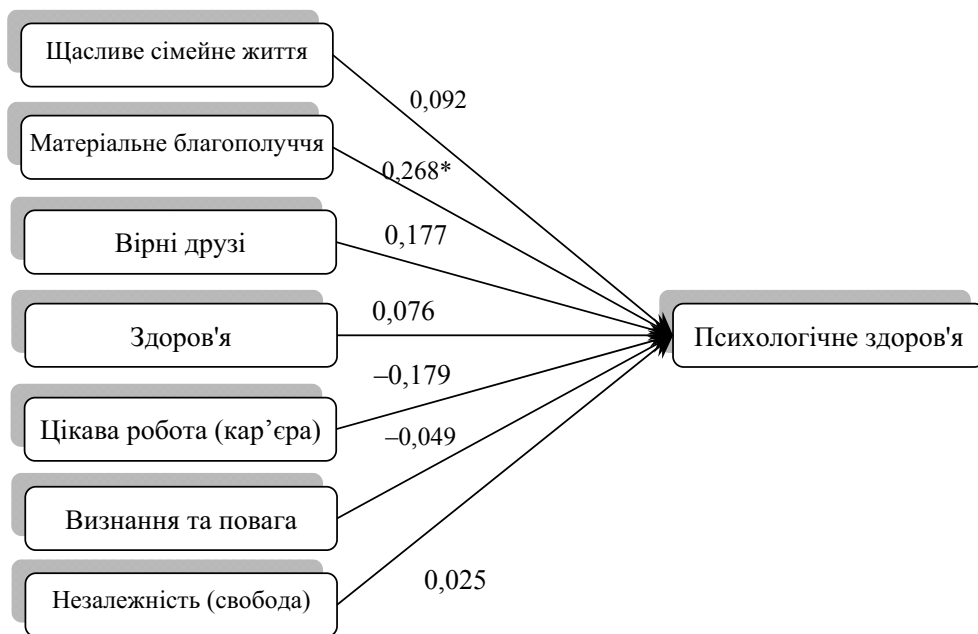 Щасливе сімейне життя
0,092
Матеріальне благополуччя
0,268*
Вірні друзі
0,177
Здоров'я
0,076
Психологічне здоров'я
–0,179
Цікава робота (кар’єра)
–0,049
Визнання та повага
0,025
Незалежність (свобода)